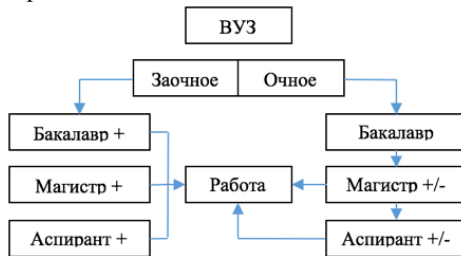 ВУЗ
Заочное Очное
Бакалавр + Бакалавр
Магистр + Работа Магистр +/-
Аспирант + Аспирант +/-